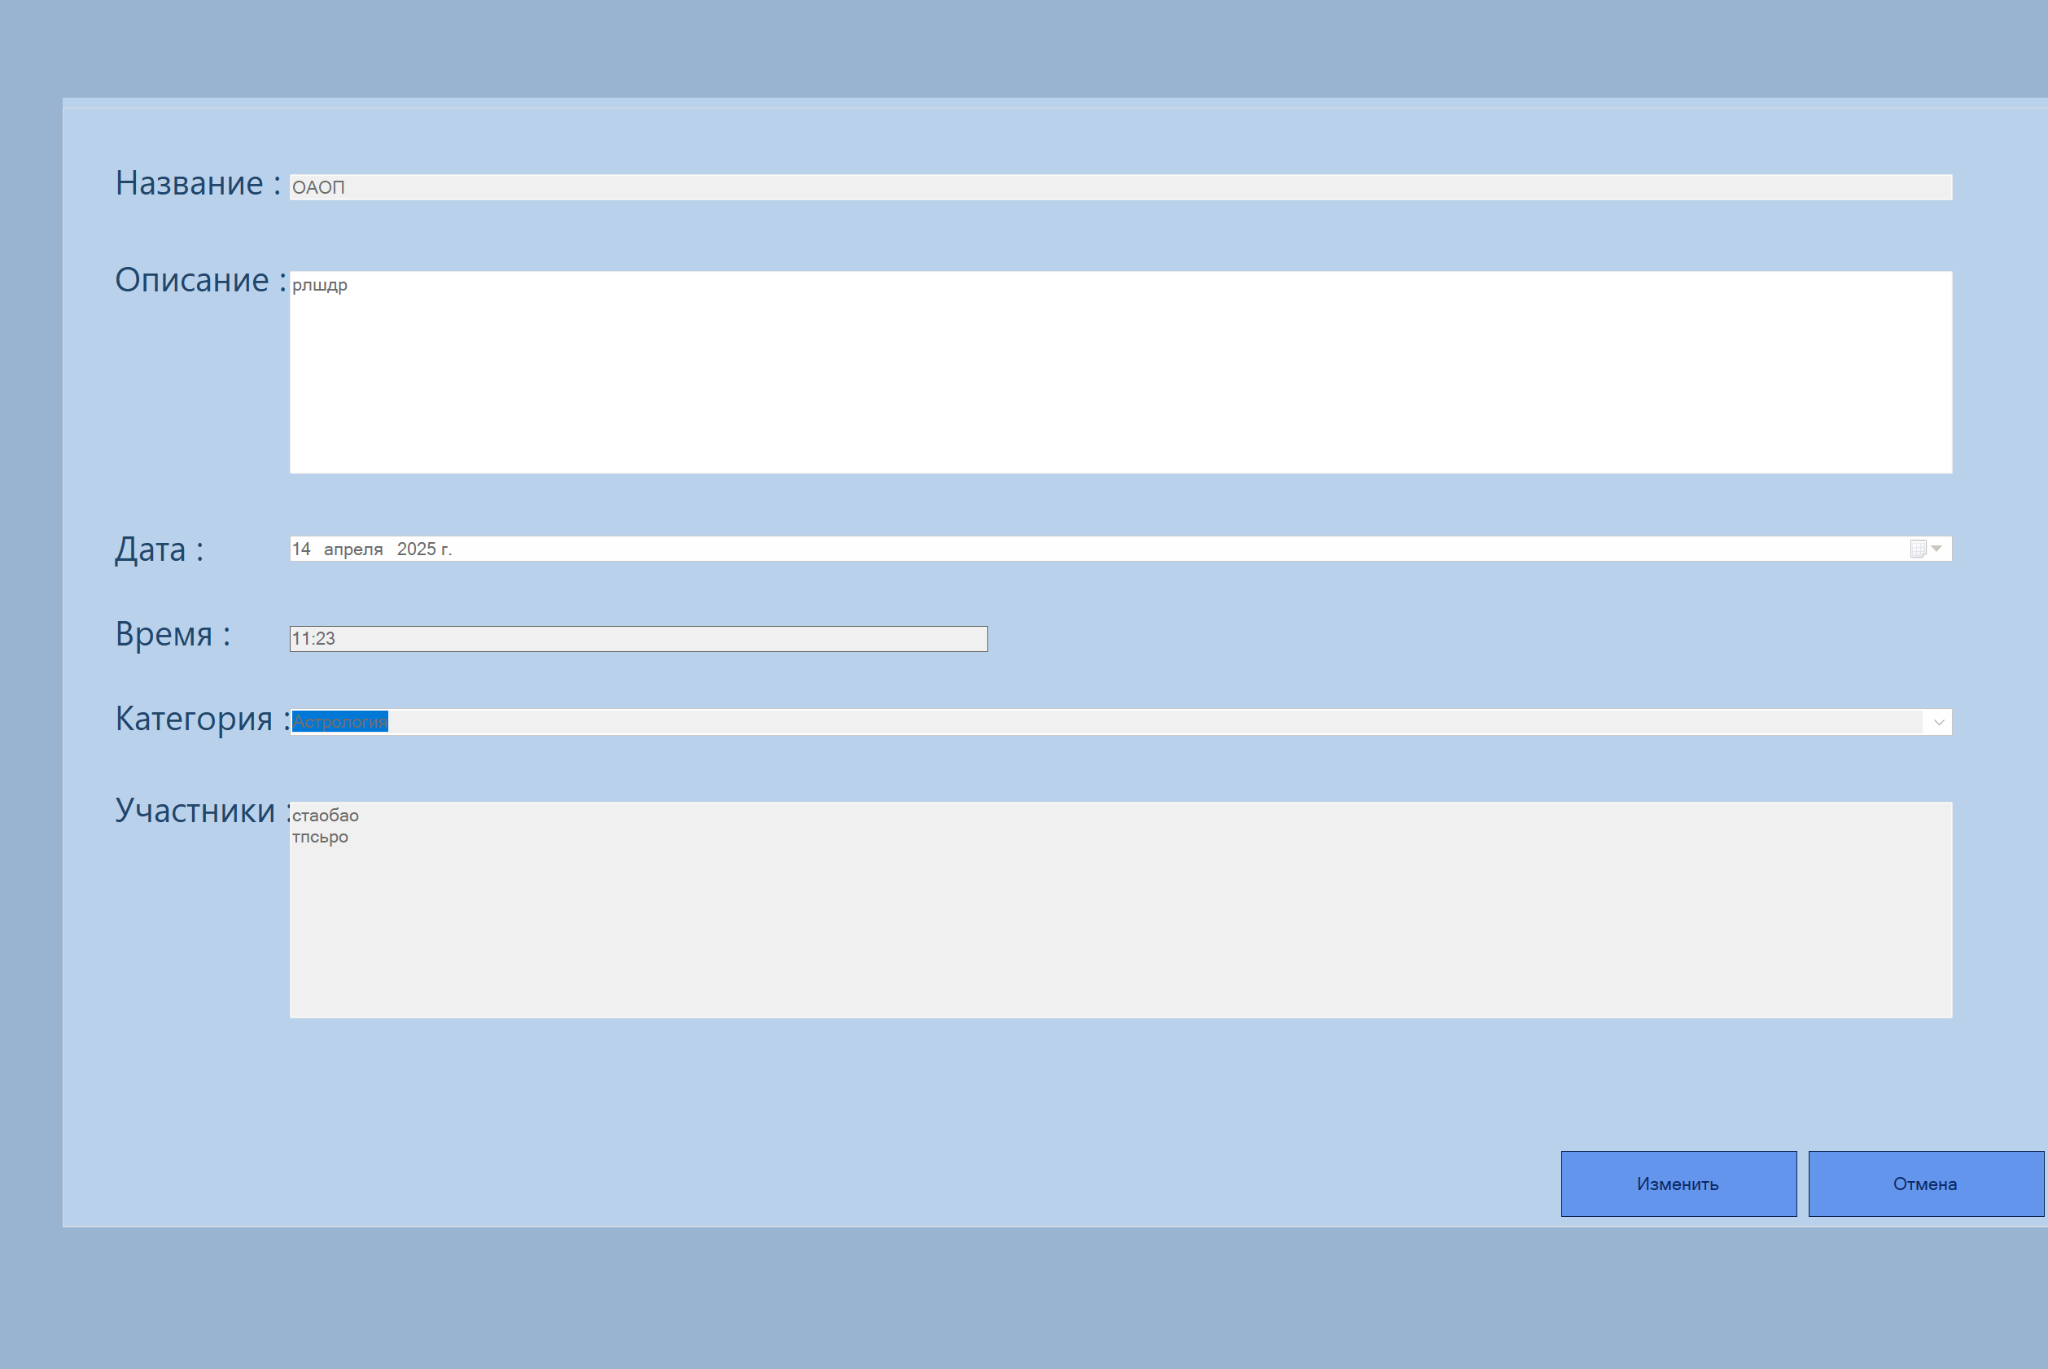 Название :
ОАОП
Описание :
рлшдр
Дата :
14 апреля 2025 г.
Время :
11:23
Категория :
Астрология
Участники :
стаобао
тпсьро
Изменить
Отмена